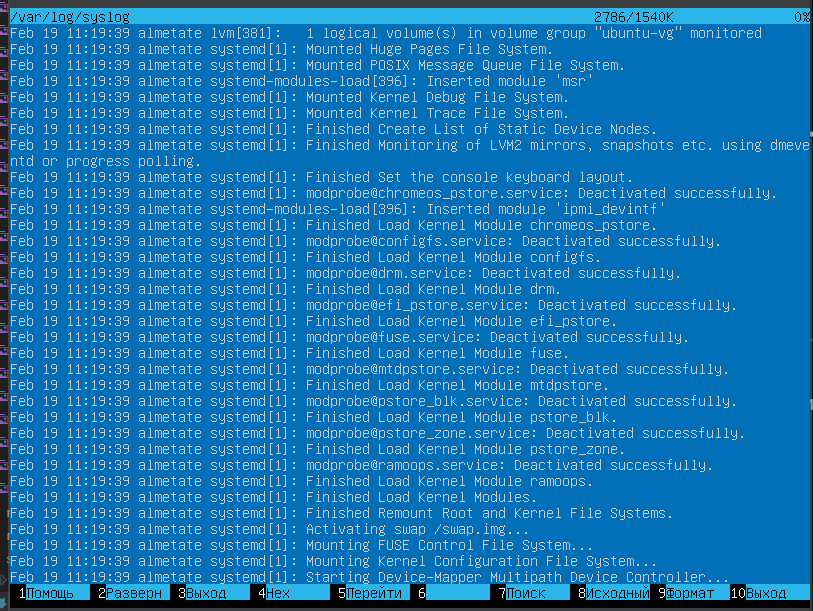 /var/log/syslog 2786/1540K 0%
Feb 19 11:19:39 almetate lvm[381]:   1 logical volume(s) in volume group "ubuntu-vg" monitored
Feb 19 11:19:39 almetate systemd[1]: Mounted Huge Pages File System.
Feb 19 11:19:39 almetate systemd[1]: Mounted POSIX Message Queue File System.
Feb 19 11:19:39 almetate systemd-modules-load[396]: Inserted module 'msr'
Feb 19 11:19:39 almetate systemd[1]: Mounted Kernel Debug File System.
Feb 19 11:19:39 almetate systemd[1]: Mounted Kernel Trace File System.
Feb 19 11:19:39 almetate systemd[1]: Finished Create List of Static Device Nodes.
Feb 19 11:19:39 almetate systemd[1]: Finished Monitoring of LVM2 mirrors, snapshots etc. using dmeve
ntd or progress polling.
Feb 19 11:19:39 almetate systemd[1]: Finished Set the console keyboard layout.
Feb 19 11:19:39 almetate systemd[1]: modprobe@chromeos_pstore.service: Deactivated successfully.
Feb 19 11:19:39 almetate systemd-modules-load[396]: Inserted module 'ipmi_devintf'
Feb 19 11:19:39 almetate systemd[1]: Finished Load Kernel Module chromeos_pstore.
Feb 19 11:19:39 almetate systemd[1]: modprobe@configfs.service: Deactivated successfully.
Feb 19 11:19:39 almetate systemd[1]: Finished Load Kernel Module configfs.
Feb 19 11:19:39 almetate systemd[1]: modprobe@drm.service: Deactivated successfully.
Feb 19 11:19:39 almetate systemd[1]: Finished Load Kernel Module drm.
Feb 19 11:19:39 almetate systemd[1]: modprobe@efi_pstore.service: Deactivated successfully.
Feb 19 11:19:39 almetate systemd[1]: Finished Load Kernel Module efi_pstore.
Feb 19 11:19:39 almetate systemd[1]: modprobe@fuse.service: Deactivated successfully.
Feb 19 11:19:39 almetate systemd[1]: Finished Load Kernel Module fuse.
Feb 19 11:19:39 almetate systemd[1]: modprobe@mtdpstore.service: Deactivated successfully.
Feb 19 11:19:39 almetate systemd[1]: Finished Load Kernel Module mtdpstore.
Feb 19 11:19:39 almetate systemd[1]: modprobe@pstore_blk.service: Deactivated successfully.
Feb 19 11:19:39 almetate systemd[1]: Finished Load Kernel Module pstore_blk.
Feb 19 11:19:39 almetate systemd[1]: modprobe@pstore_zone.service: Deactivated successfully.
Feb 19 11:19:39 almetate systemd[1]: Finished Load Kernel Module pstore_zone.
Feb 19 11:19:39 almetate systemd[1]: modprobe@ramoops.service: Deactivated successfully.
Feb 19 11:19:39 almetate systemd[1]: Finished Load Kernel Module ramoops.
Feb 19 11:19:39 almetate systemd[1]: Finished Load Kernel Modules.
Feb 19 11:19:39 almetate systemd[1]: Finished Remount Root and Kernel File Systems.
Feb 19 11:19:39 almetate systemd[1]: Activating swap /swap.img...
Feb 19 11:19:39 almetate systemd[1]: Mounting FUSE Control File System...
Feb 19 11:19:39 almetate systemd[1]: Mounting Kernel Configuration File System...
Feb 19 11:19:39 almetate systemd[1]: Starting Device-Mapper Multipath Device Controller...
1Помощь 2Разверн 3Выход 4Hex 5Перейти 6 7Поиск 8Исходный 9Формат 10Выход